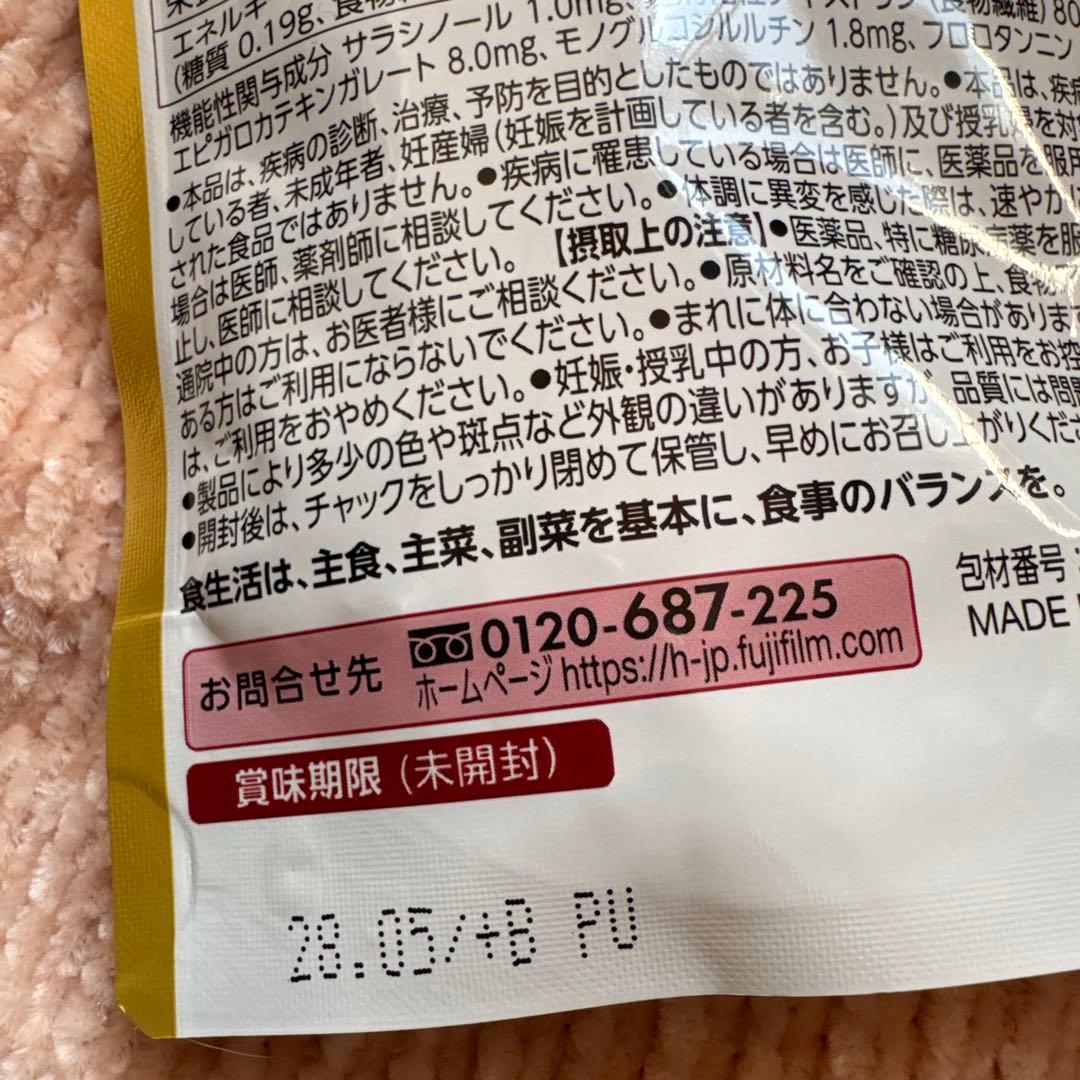 エネルギ
(糖質 0.19g、食物
機能性関与成分 サラシノール 1.0mg、
エピガロカテキンガレート 8.0mg、モノグルコシルルチン 1.8mg、フロロタンニン
●本品は、疾病の診断、治療、予防を目的としたものではありません。●本品は、疾病
している者、未成年者、妊産婦(妊娠を計画している者を含む。)及び授乳婦を対
された食品ではありません。●疾病に罹患している場合は医師に、医薬品を服用
場合は医師、薬剤師に相談してください。●体調に異変を感じた際は、速やかに
止し、医師に相談してください。【摂取上の注意】●医薬品、特に糖尿病薬を服
通院中の方は、お医者様にご相談ください。●原材料名をご確認の上、食物
ある方はご利用にならないでください。●まれに体に合わない場合があります
は、ご利用をおやめください。●妊娠・授乳中の方、お子様はご利用をお控
●製品により多少の色や斑点など外観の違いがありますが、品質には問題
●開封後は、チャックをしっかり閉めて保管し、早めにお召し上がりくださ
食生活は、主食、主菜、副菜を基本に、食事のバランスを。
包材番号
MADE
お問合せ先 0120-687-225
ホームページ https://h-jp.fujifilm.com
賞味期限(未開封)
28.05/+B PU